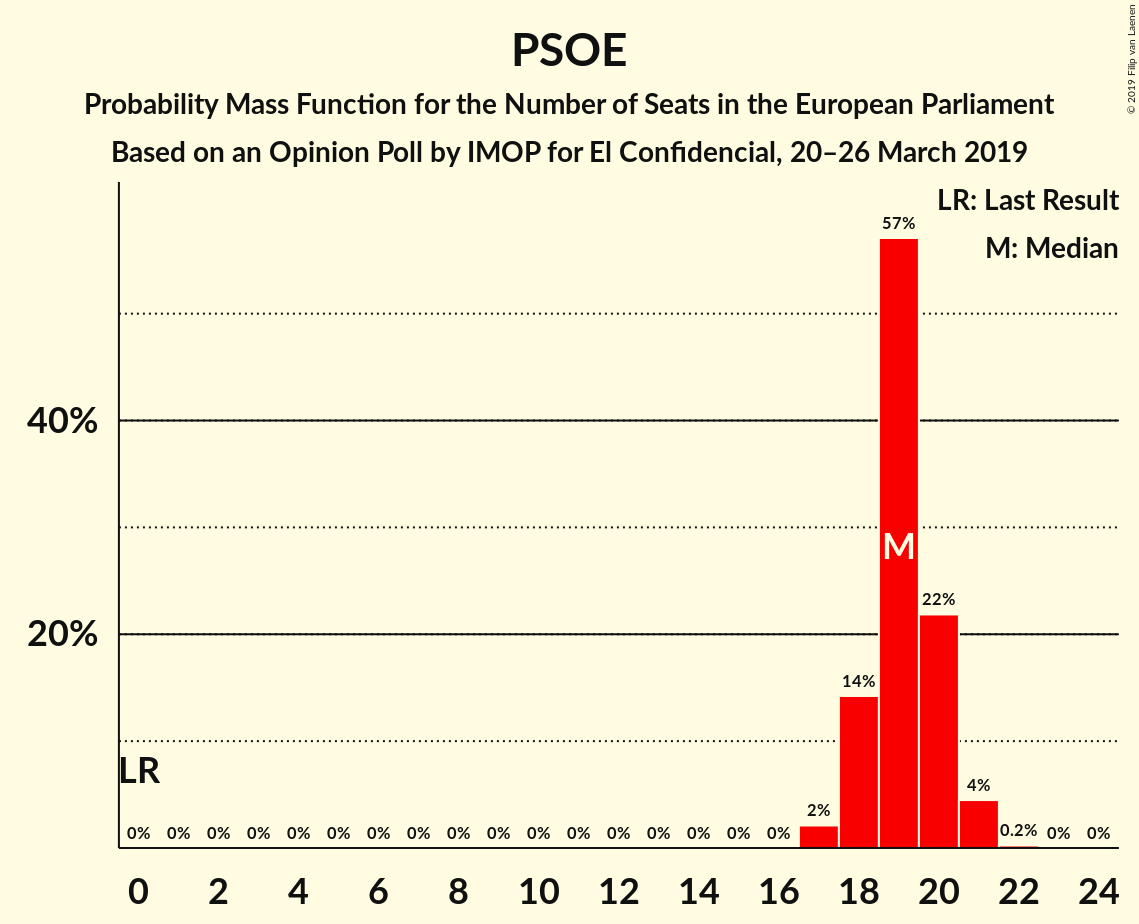 PSOE
Probability Mass Function for the Number of Seats in the European Parliament
Based on an Opinion Poll by IMOP for El Confidencial, 20–26 March 2019
© 2019 Filip van Laenen
LR: Last Result
M: Median
57%
40%
M
22%
20%
14%
LR
4%
2%
0% 0% 0% 0% 0% 0% 0% 0% 0% 0% 0% 0% 0% 0% 0% 0% 0% 0.2% 0% 0%
0 2 4 6 8 10 12 14 16 18 20 22 24